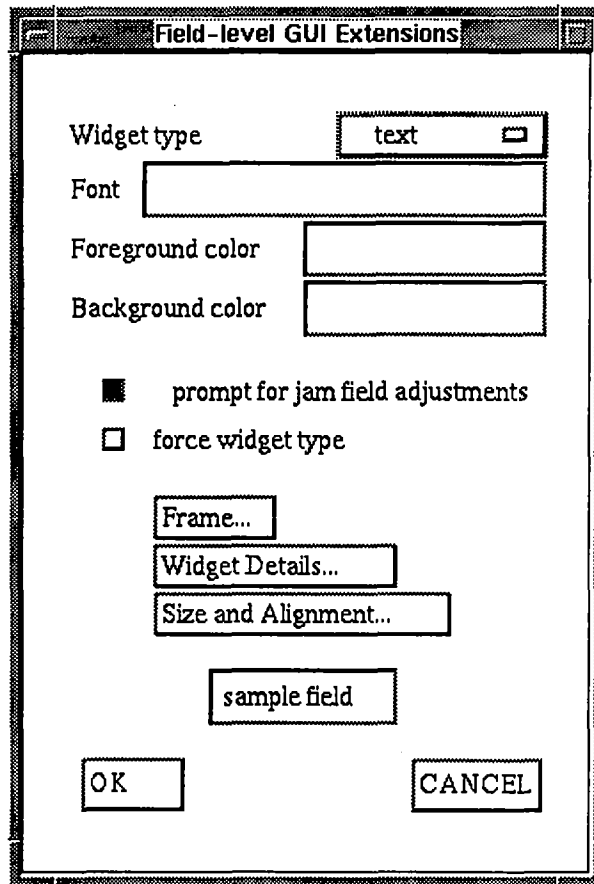 Field-level GUI Extensions
Widget type text
Font
Foreground color
Background color
prompt for jam field adjustments
force widget type
Frame...
Widget Details...
Size and Alignment...
sample field
OK CANCEL